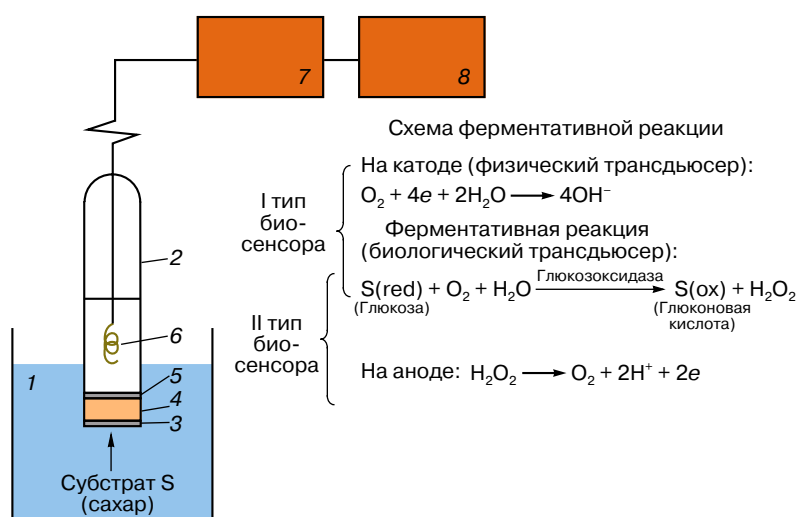 7
8
Схема ферментативной реакции
На катоде (физический трансдьюсер):
O₂ + 4e + 2H₂O ⟶ 4OH⁻
I тип
био-
сенсора
Ферментативная реакция
(биологический трансдьюсер):
S(red) + O₂ + H₂O Глюкозоксидаза ⟶ S(ox) + H₂O₂
(Глюкоза)
(Глюконовая
кислота)
II тип
био-
сенсора
На аноде: H₂O₂ ⟶ O₂ + 2H⁺ + 2e
2
6
1
5
4
3
Субстрат S
(сахар)